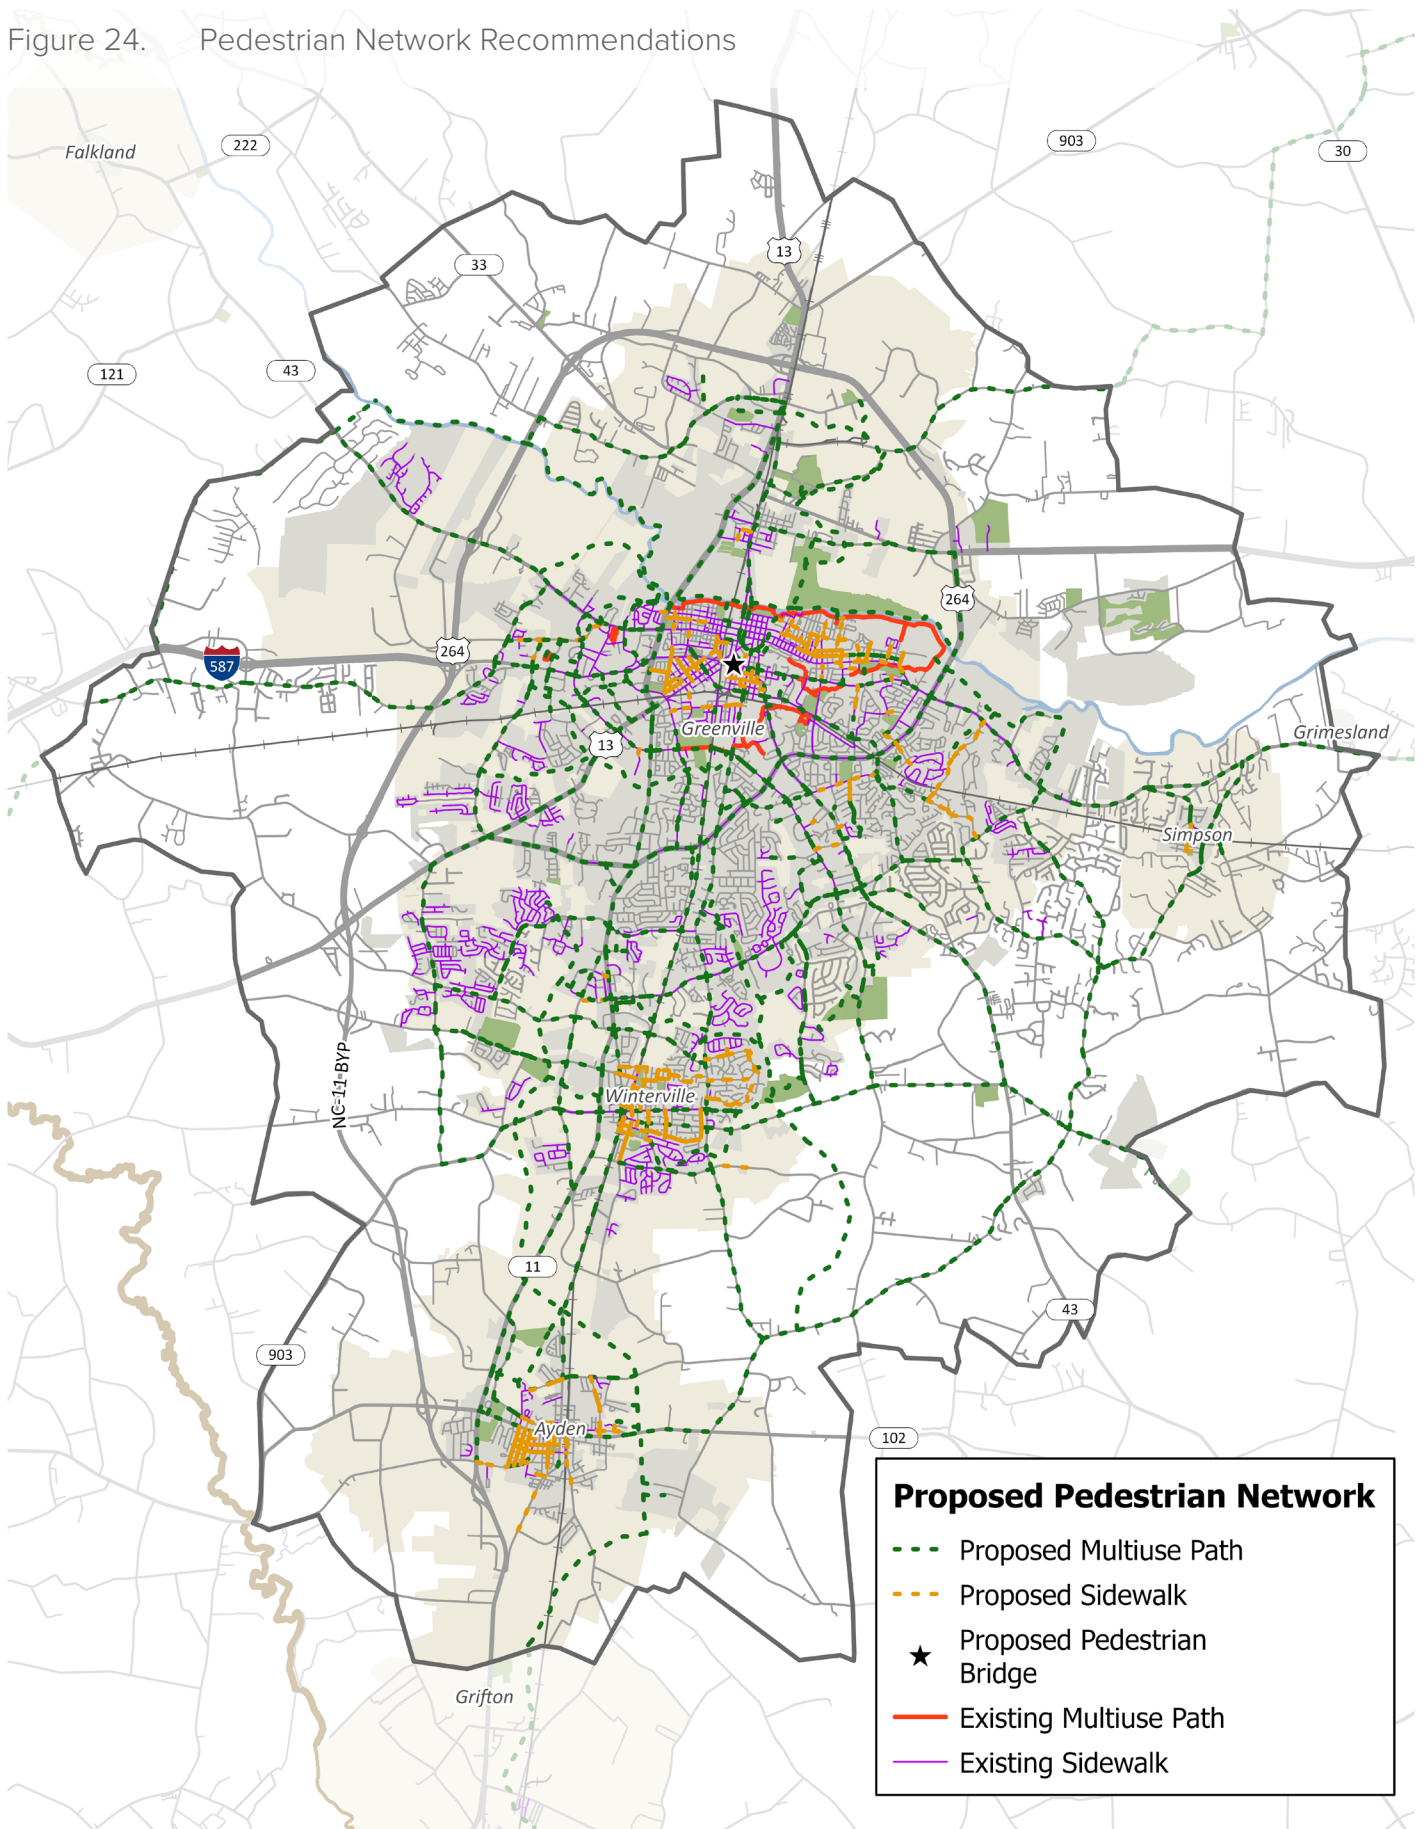 Figure 24. Pedestrian Network Recommendations
Falkland
222
903
30
33
13
121
43
264
264
587
Greenville
13
Grimesland
Simpson
NC-11-BYP
Winterville
11
43
903
Ayden
102
Grifton
Proposed Pedestrian Network
Proposed Multiuse Path
Proposed Sidewalk
Proposed Pedestrian
Bridge
Existing Multiuse Path
Existing Sidewalk